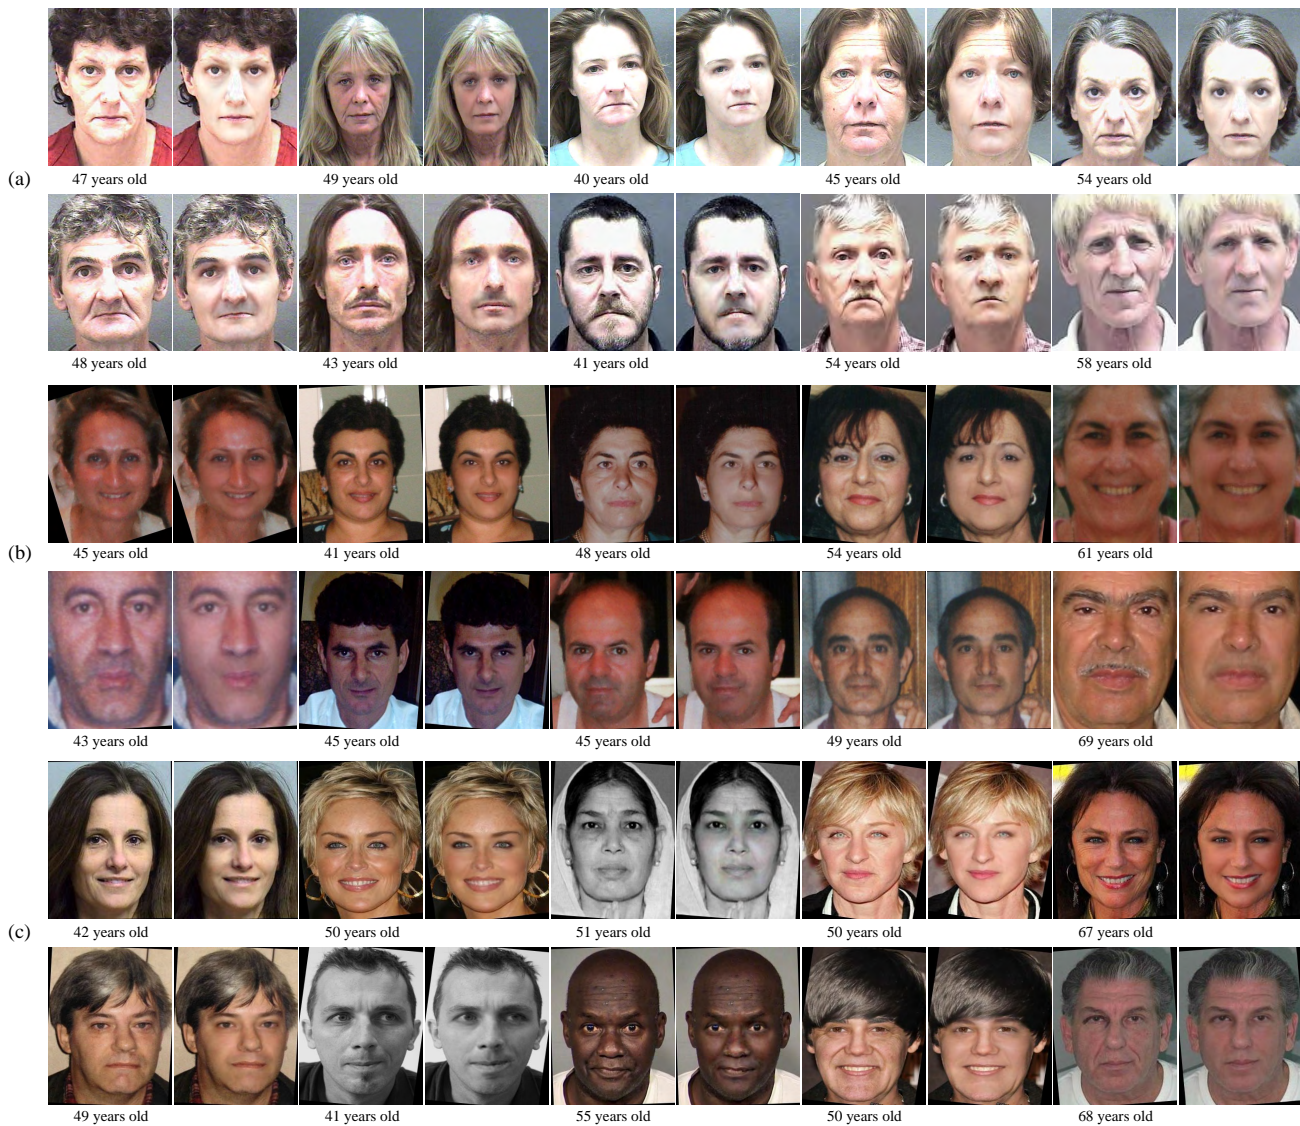 (a)
47 years old 49 years old 40 years old 45 years old 54 years old
48 years old 43 years old 41 years old 54 years old 58 years old
(b)
45 years old 41 years old 48 years old 54 years old 61 years old
43 years old 45 years old 45 years old 49 years old 69 years old
(c)
42 years old 50 years old 51 years old 50 years old 67 years old
49 years old 41 years old 55 years old 50 years old 68 years old